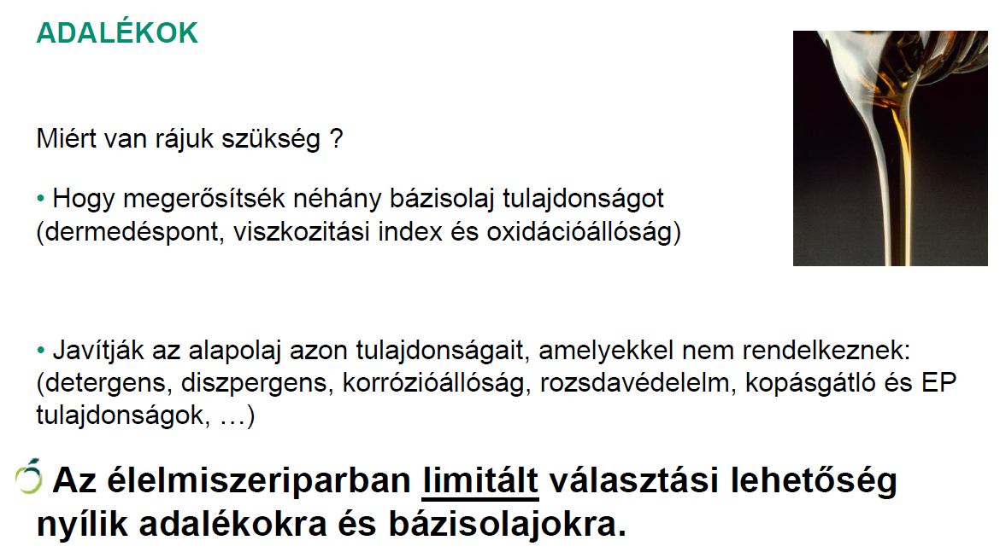 ADALÉKOK
Miért van rájuk szükség ?
• Hogy megerősítsék néhány bázisolaj tulajdonságot
(dermedéspont, viszkozitási index és oxidációállóság)
• Javítják az alapolaj azon tulajdonságait, amelyekkel nem rendelkeznek:
(detergens, diszpergens, korrózióállóság, rozsdavédelelm, kopásgátló és EP
tulajdonságok, …)
Az élelmiszeriparban limitált választási lehetőség
nyílik adalékokra és bázisolajokra.